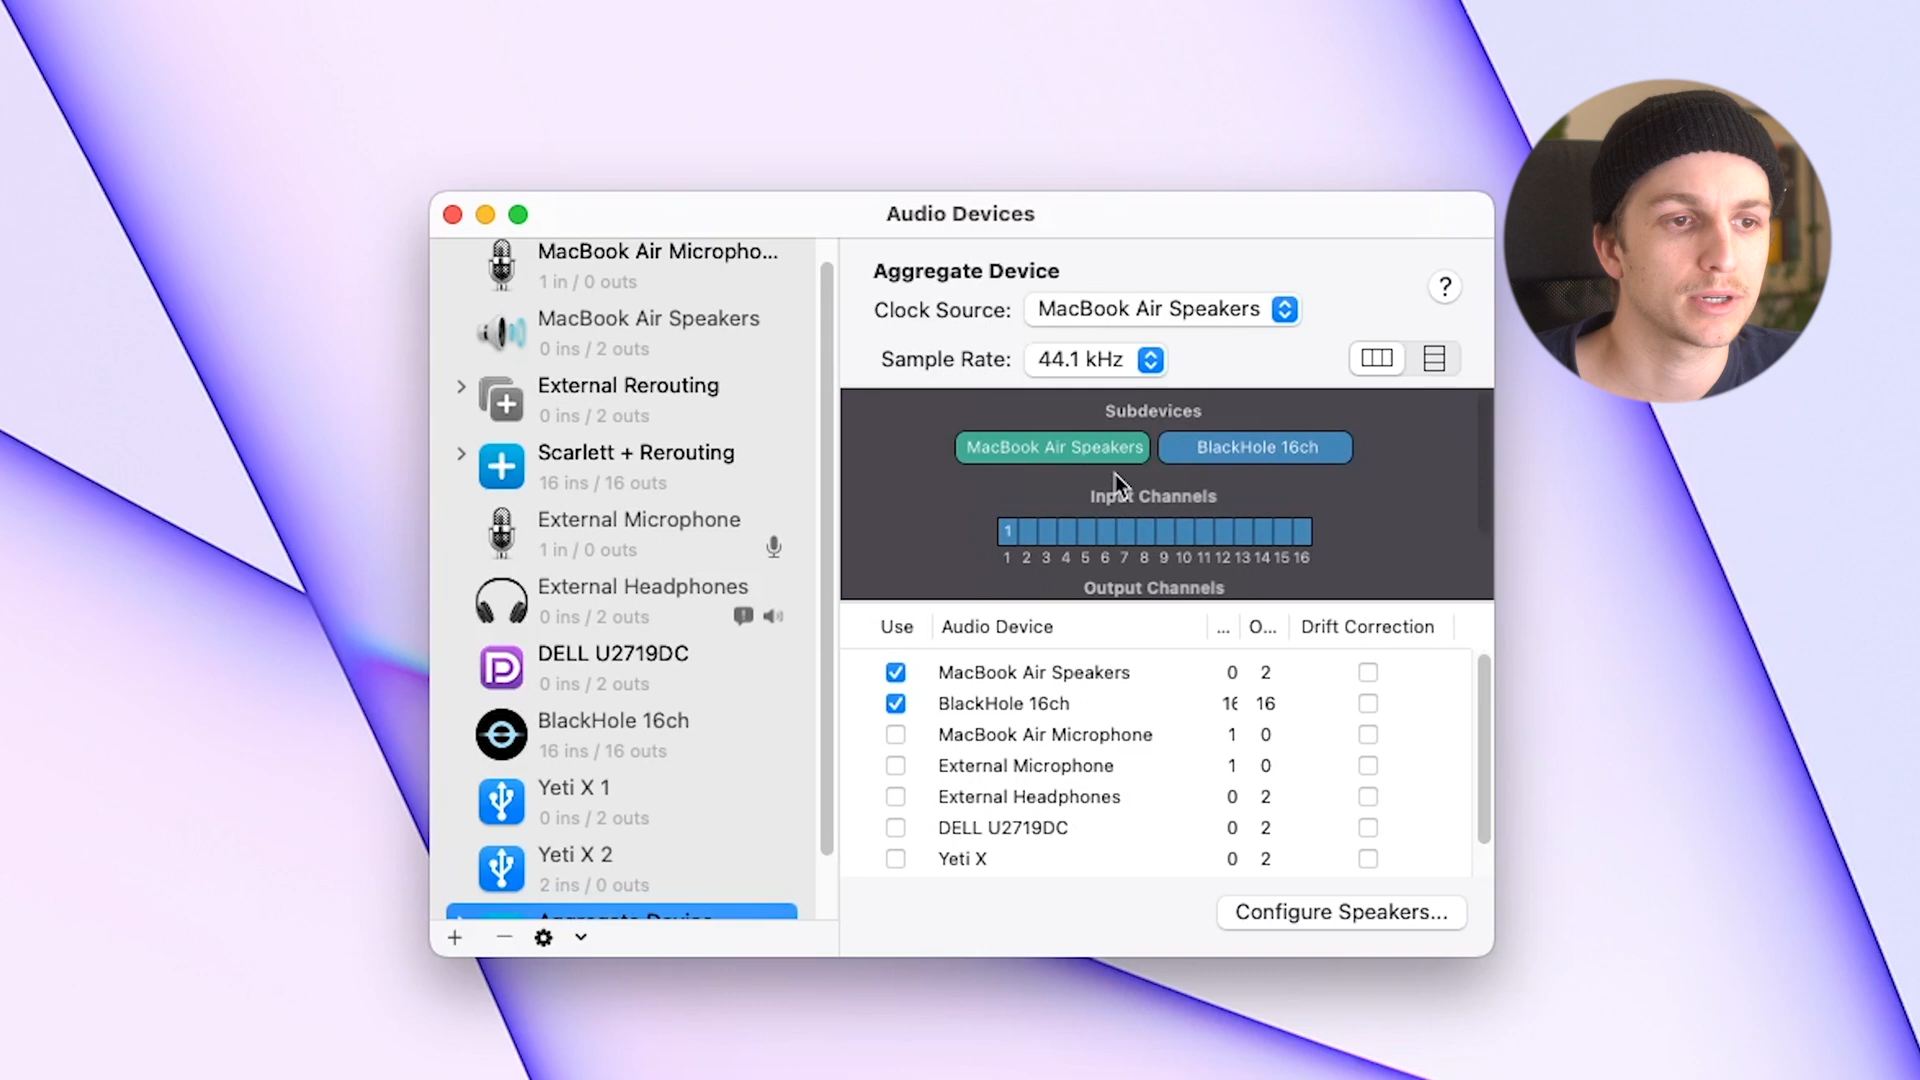 Audio Devices
MacBook Air Micropho...
1 in / 0 outs
MacBook Air Speakers
0 ins / 2 outs
External Rerouting
0 ins / 2 outs
Scarlett + Rerouting
16 ins / 16 outs
External Microphone
1 in / 0 outs
External Headphones
0 ins / 2 outs
DELL U2719DC
0 ins / 2 outs
BlackHole 16ch
16 ins / 16 outs
Yeti X 1
0 ins / 2 outs
Yeti X 2
2 ins / 0 outs
Aggregate Device
Aggregate Device
?
Clock Source: MacBook Air Speakers
Sample Rate: 44.1 kHz
Subdevices
MacBook Air Speakers BlackHole 16ch
Input Channels
1
1 2 3 4 5 6 7 8 9 10 11 12 13 14 15 16
Output Channels
Use Audio Device ... O... Drift Correction
MacBook Air Speakers 0 2
BlackHole 16ch 16 16
MacBook Air Microphone 1 0
External Microphone 1 0
External Headphones 0 2
DELL U2719DC 0 2
Yeti X 0 2
Configure Speakers...